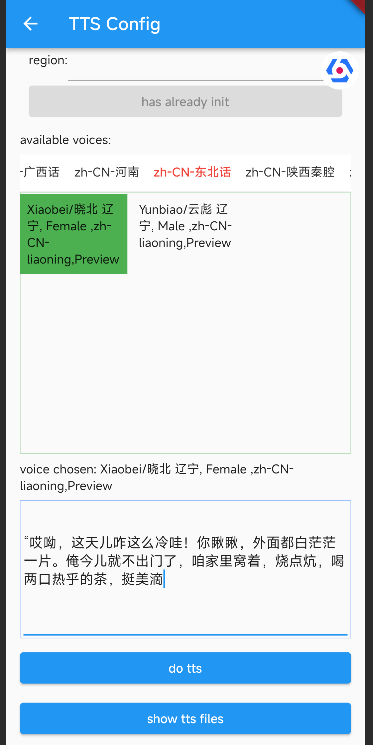 TTS Config
region:
has already init
available voices:
-广西话 zh-CN-河南 zh-CN-东北话 zh-CN-陕西秦腔
Xiaobei/晓北 辽
宁, Female ,zh-
CN-
liaoning,Preview
Yunbiao/云彪 辽
宁, Male ,zh-CN-
liaoning,Preview
voice chosen: Xiaobei/晓北 辽宁, Female ,zh-CN-
liaoning,Preview
“哎呦，这天儿咋这么冷哇！你瞅瞅，外面都白茫茫
一片。俺今儿就不出门了，咱家里窝着，烧点炕，喝
两口热乎的茶，挺美滴
do tts
show tts files